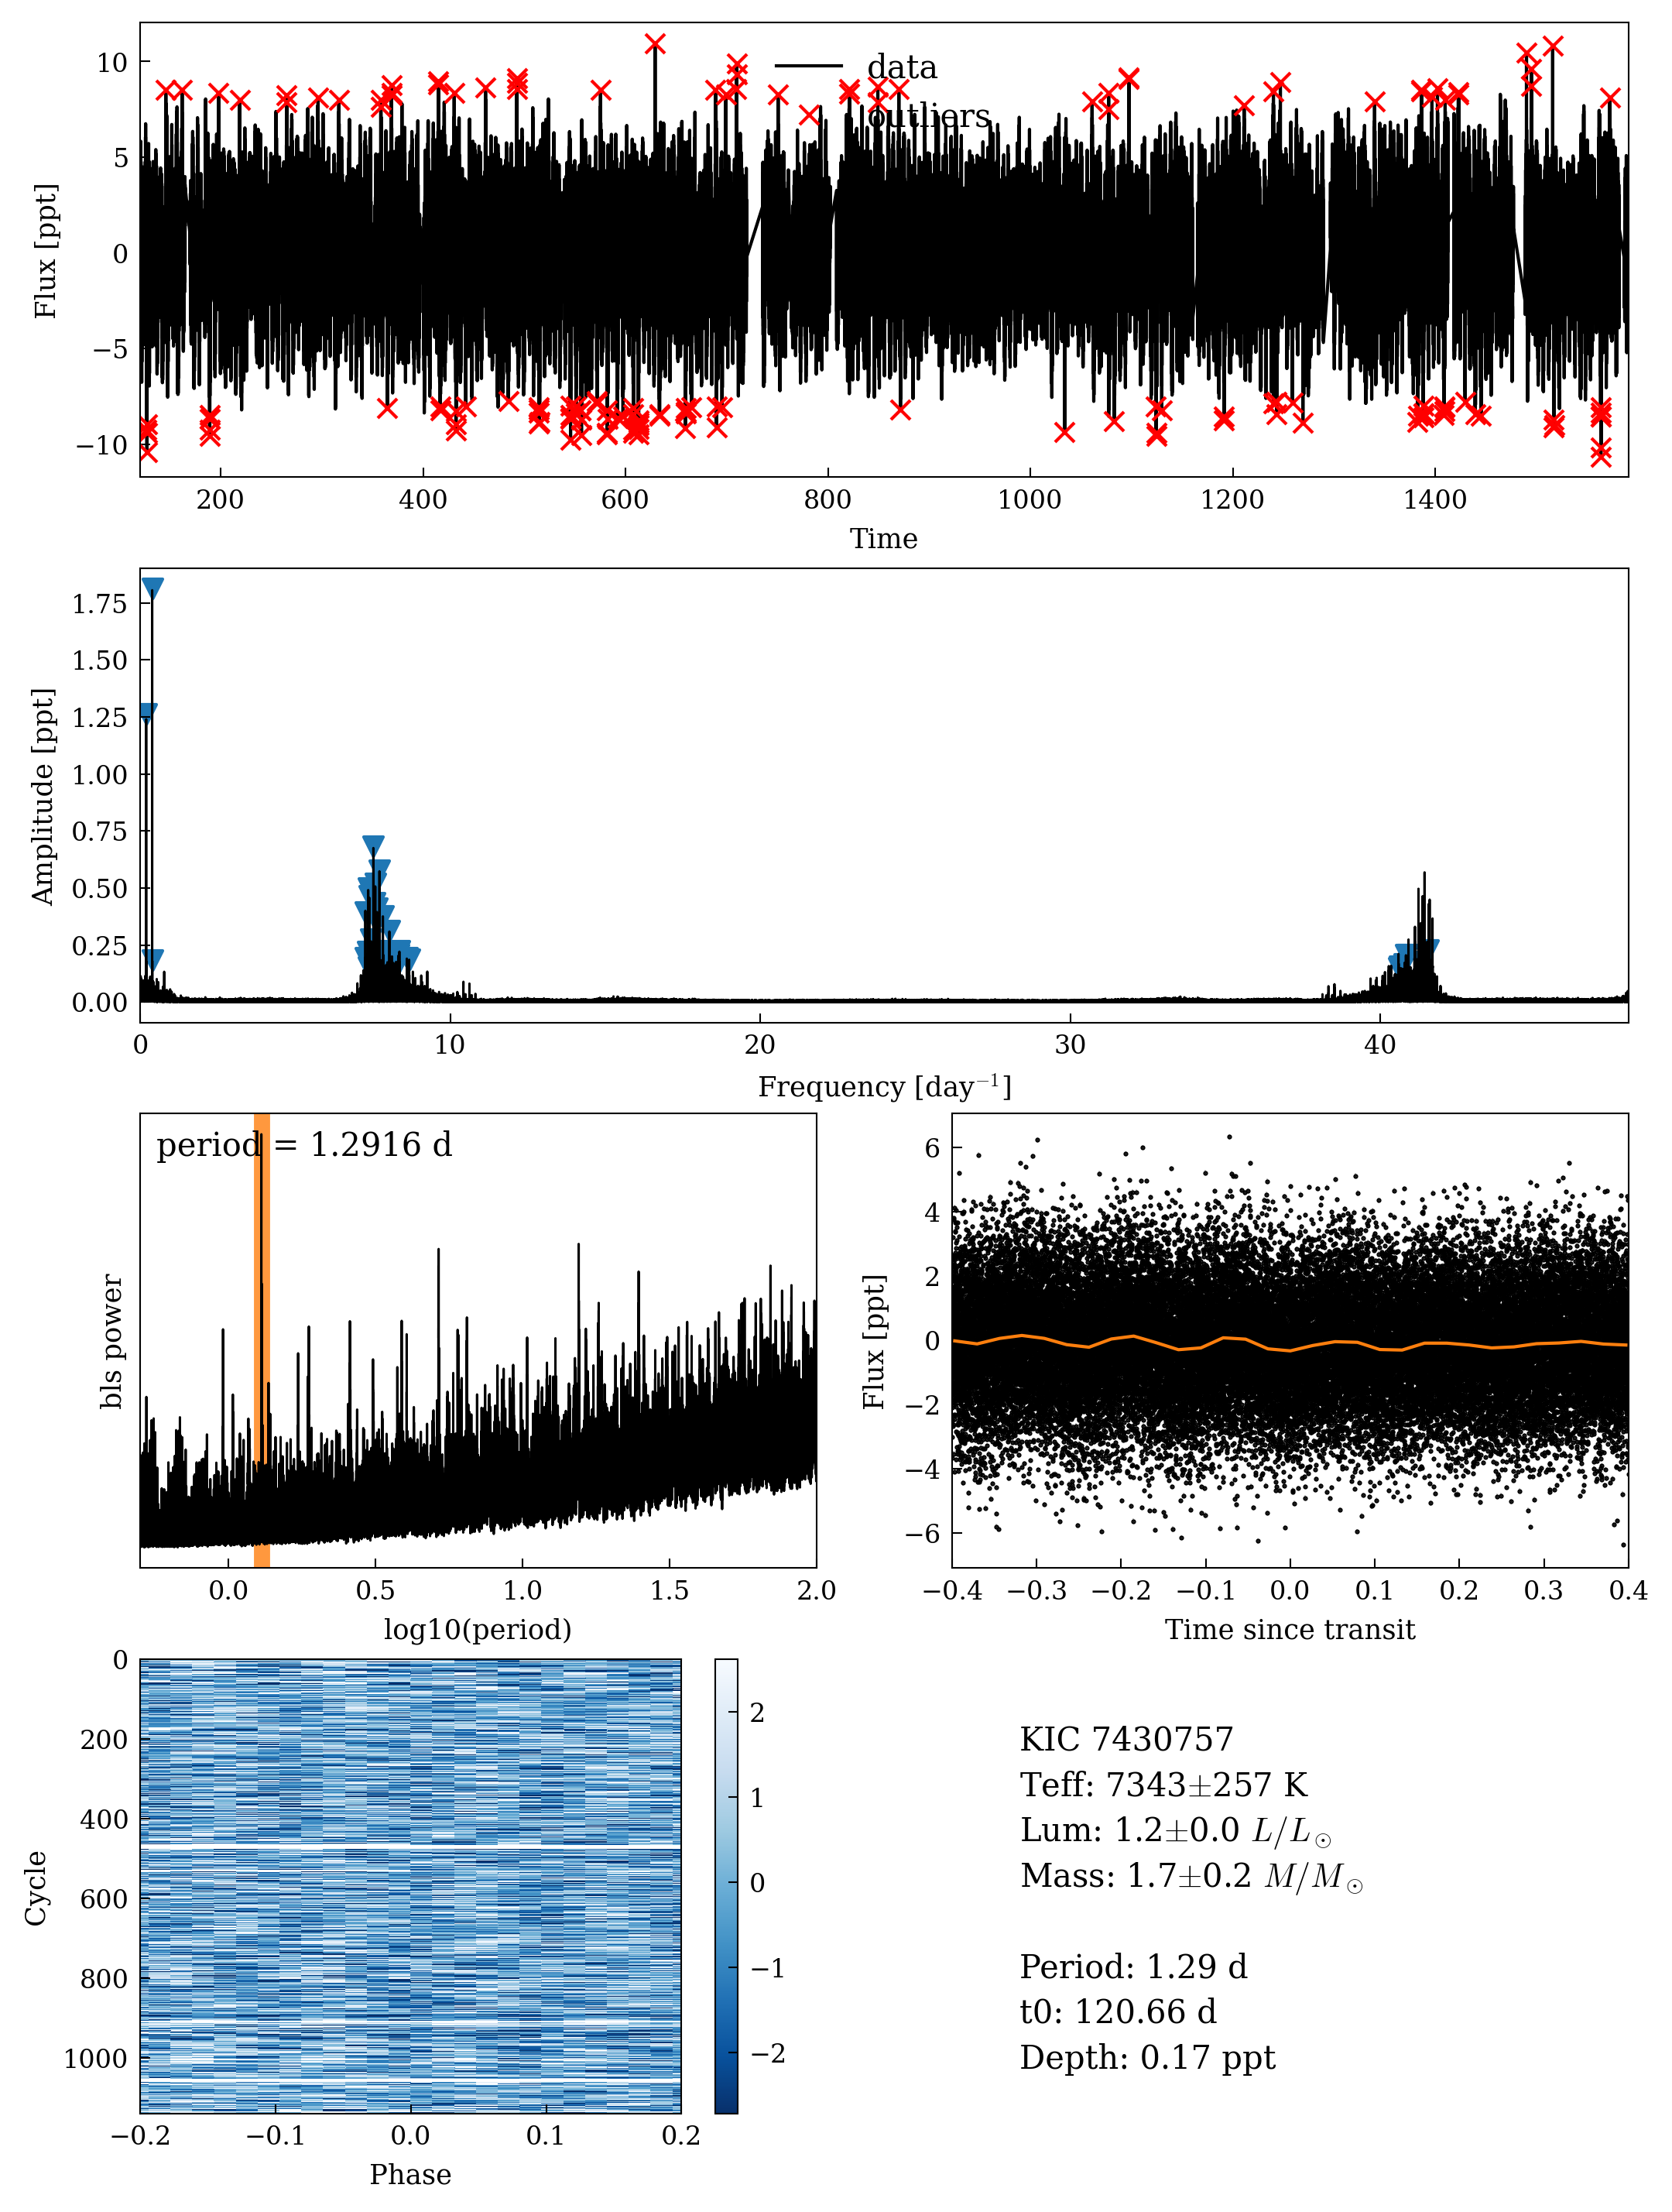 10
5
0
−5
−10
Flux [ppt]
data
outliers
200 400 600 800 1000 1200 1400
Time
1.75
1.50
1.25
1.00
0.75
0.50
0.25
0.00
Amplitude [ppt]
0 10 20 30 40
Frequency [day⁻¹]
period = 1.2916 d
bls power
0.0 0.5 1.0 1.5 2.0
log10(period)
6
4
2
0
−2
−4
−6
Flux [ppt]
−0.4 −0.3 −0.2 −0.1 0.0 0.1 0.2 0.3 0.4
Time since transit
0
200
400
600
800
1000
Cycle
−0.2 −0.1 0.0 0.1 0.2
Phase
2
1
0
−1
−2
KIC 7430757
Teff: 7343±257 K
Lum: 1.2±0.0 L/L⊙
Mass: 1.7±0.2 M/M⊙
Period: 1.29 d
t0: 120.66 d
Depth: 0.17 ppt